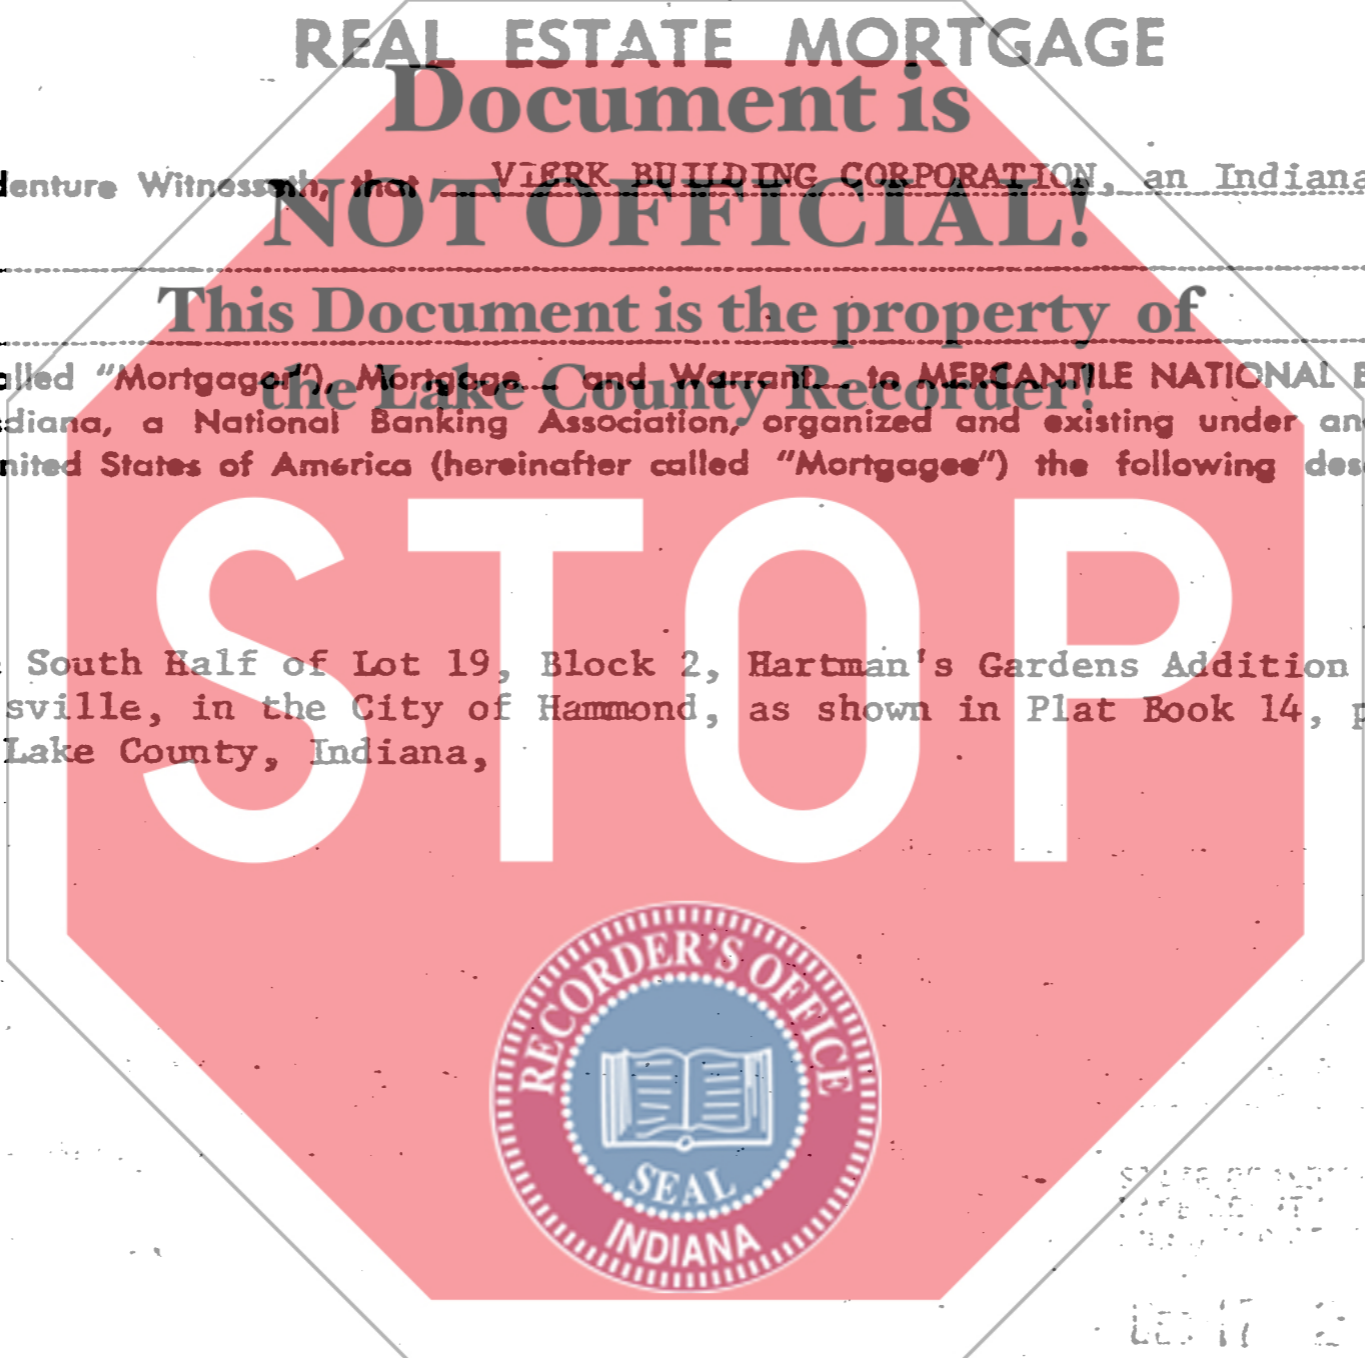 REAL ESTATE MORTGAGE
Document is
denture Witnesseth, that VIERK BUILDING CORPORATION, an Indiana
NOT OFFICIAL!
This Document is the property of
alled "Mortgagor"), Mortgage and Warrant to MERCANTILE NATIONAL B
the Lake County Recorder!
diana, a National Banking Association, organized and existing under an
nited States of America (hereinafter called "Mortgagee") the following des
STOP
South Half of Lot 19, Block 2, Hartman's Gardens Addition
sville, in the City of Hammond, as shown in Plat Book 14, p
Lake County, Indiana,
RECORDER'S OFFICE
SEAL
INDIANA